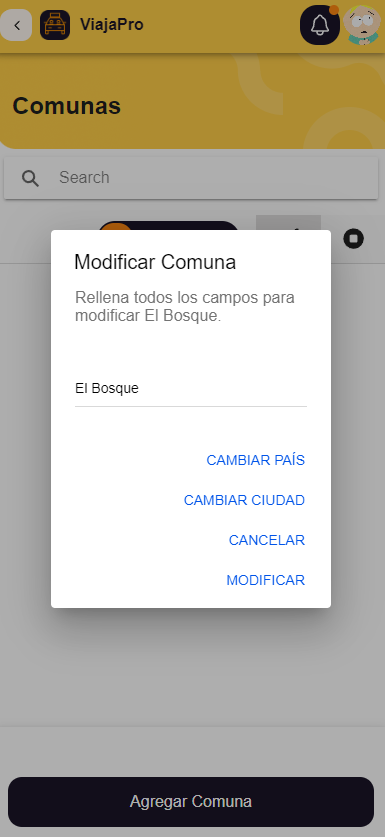 ViajaPro
Comunas
Search
Modificar Comuna
Rellena todos los campos para
modificar El Bosque.
El Bosque
CAMBIAR PAÍS
CAMBIAR CIUDAD
CANCELAR
MODIFICAR
Agregar Comuna